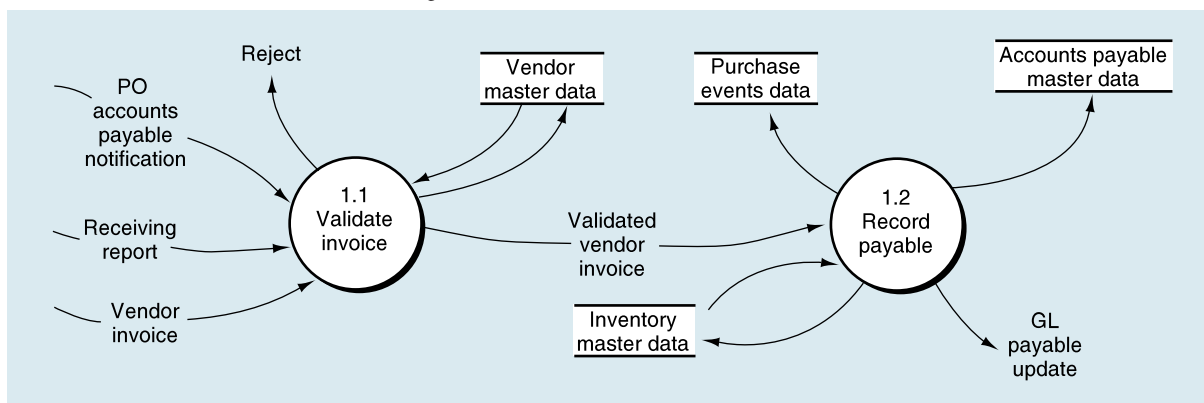 Reject
PO
accounts
payable
notification
Receiving
report
Vendor
invoice
1.1
Validate
invoice
Vendor
master data
Validated
vendor
invoice
Purchase
events data
Accounts payable
master data
1.2
Record
payable
Inventory
master data
GL
payable
update